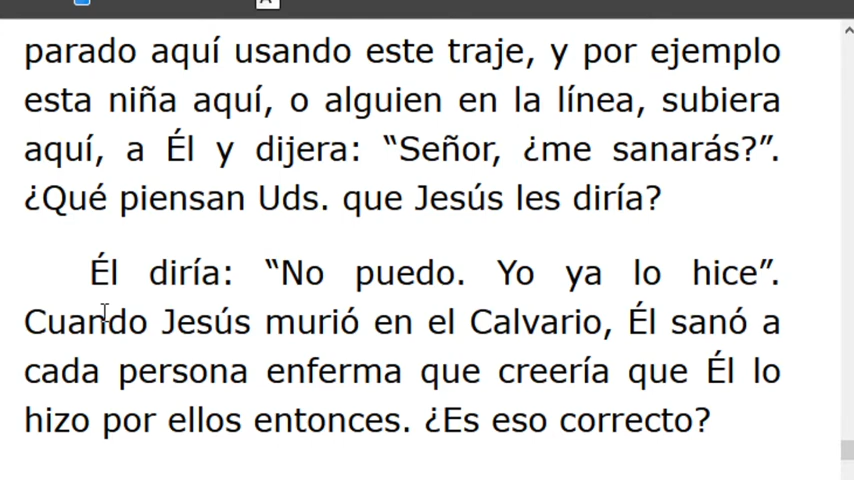 parado aquí usando este traje, y por ejemplo
esta niña aquí, o alguien en la línea, subiera
aquí, a Él y dijera: “Señor, ¿me sanarás?”.
¿Qué piensan Uds. que Jesús les diría?
Él diría: “No puedo. Yo ya lo hice”.
Cuando Jesús murió en el Calvario, Él sanó a
cada persona enferma que creería que Él lo
hizo por ellos entonces. ¿Es eso correcto?